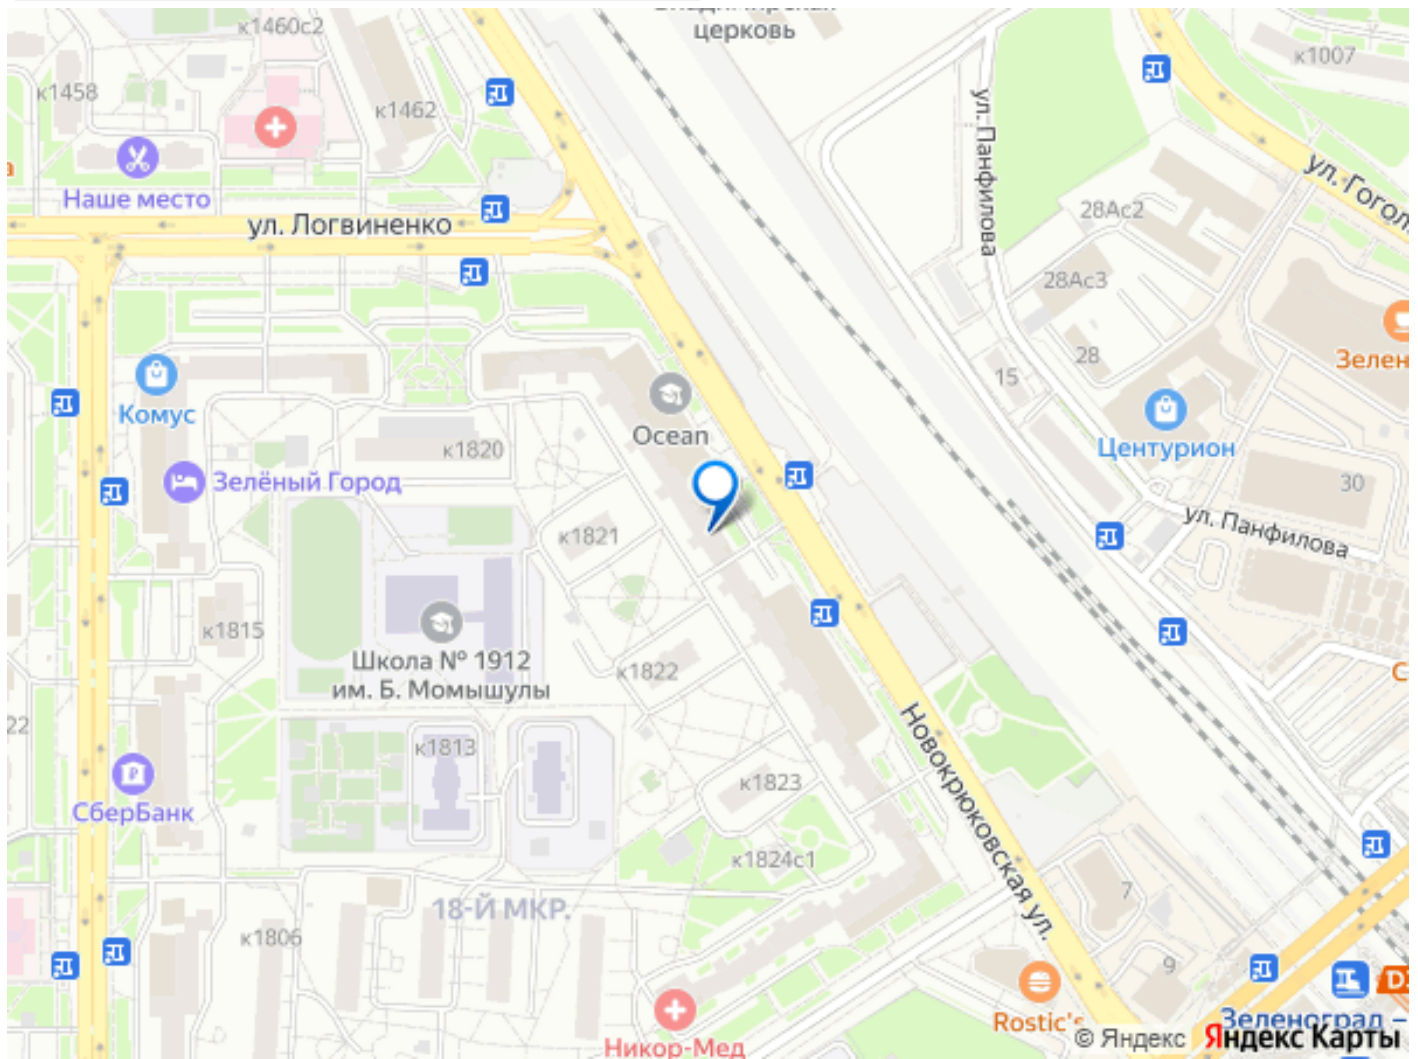 к1460с2
церковь
к1007
к1458
к1462
ул. Панфилова
Наше место
ул. Логвиненко
28Ас2
28Ас3
28
15
Комус
Ocean
Центурион
к1820
Зелёный Город
30
ул. Панфилова
к1821
к1815
Школа № 1912
им. Б. Момышулы
к1822
22
Новокрюковская ул.
к1813
к1823
СберБанк
к1824с1
7
18-Й МКР.
к1806
9
Rostic's
Никор-Мед
Зеленоград –
© Яндекс
Яндекс Карты